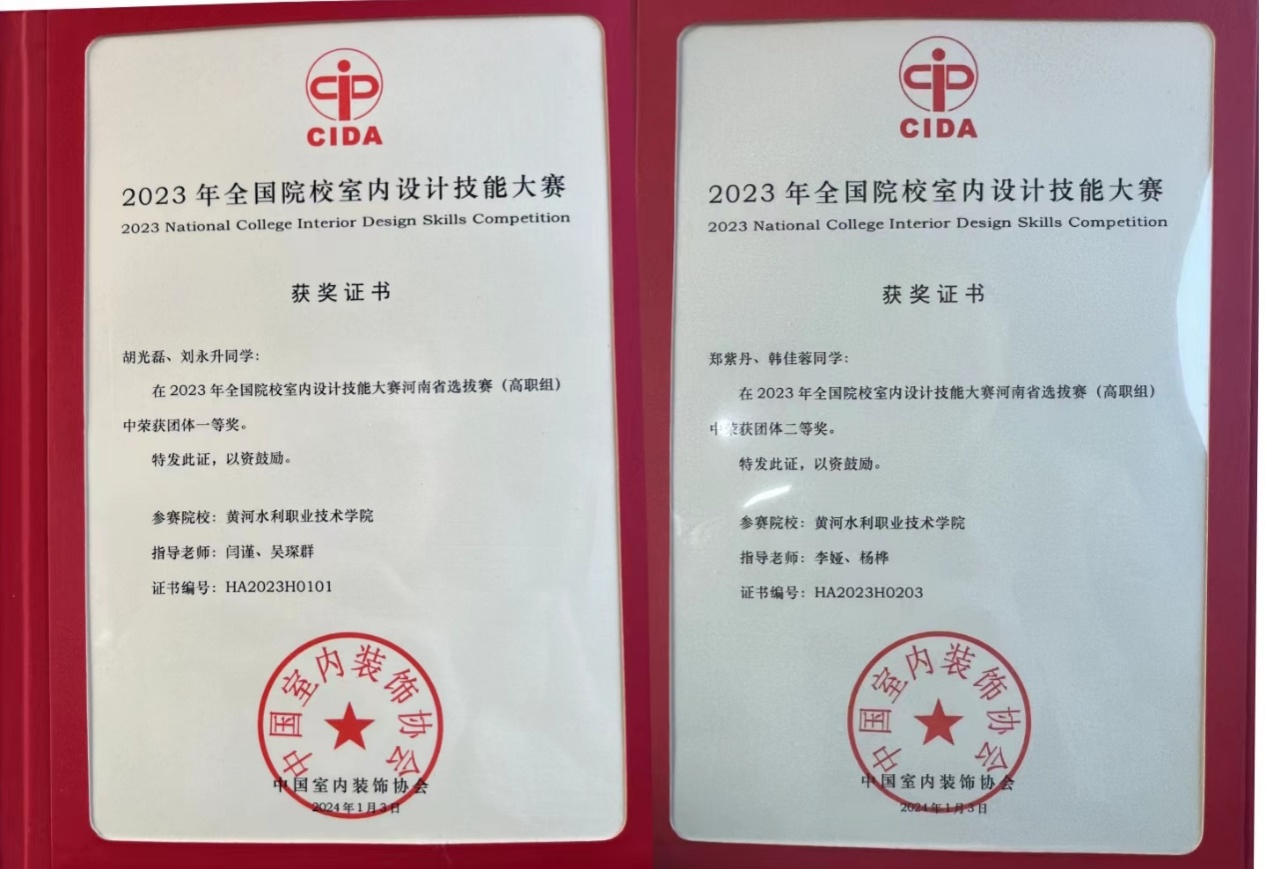 CIDA
2023 年全国院校室内设计技能大赛
2023 National College Interior Design Skills Competition
获奖证书
胡光磊、刘永升同学:
在 2023 年全国院校室内设计技能大赛河南省选拔赛（高职组）
中荣获团体一等奖。
特发此证，以资鼓励。
参赛院校: 黄河水利职业技术学院
指导老师: 闫谨、吴琛群
证书编号: HA2023H0101
中国室内装饰协会
中国室内装饰协会
2024年1月3日
CIDA
2023 年全国院校室内设计技能大赛
2023 National College Interior Design Skills Competition
获奖证书
郑紫丹、韩佳蓉同学:
在 2023 年全国院校室内设计技能大赛河南省选拔赛（高职组）
中荣获团体二等奖。
特发此证，以资鼓励。
参赛院校: 黄河水利职业技术学院
指导老师: 李娅、杨桦
证书编号: HA2023H0203
中国室内装饰协会
中国室内装饰协会
2024年1月3日